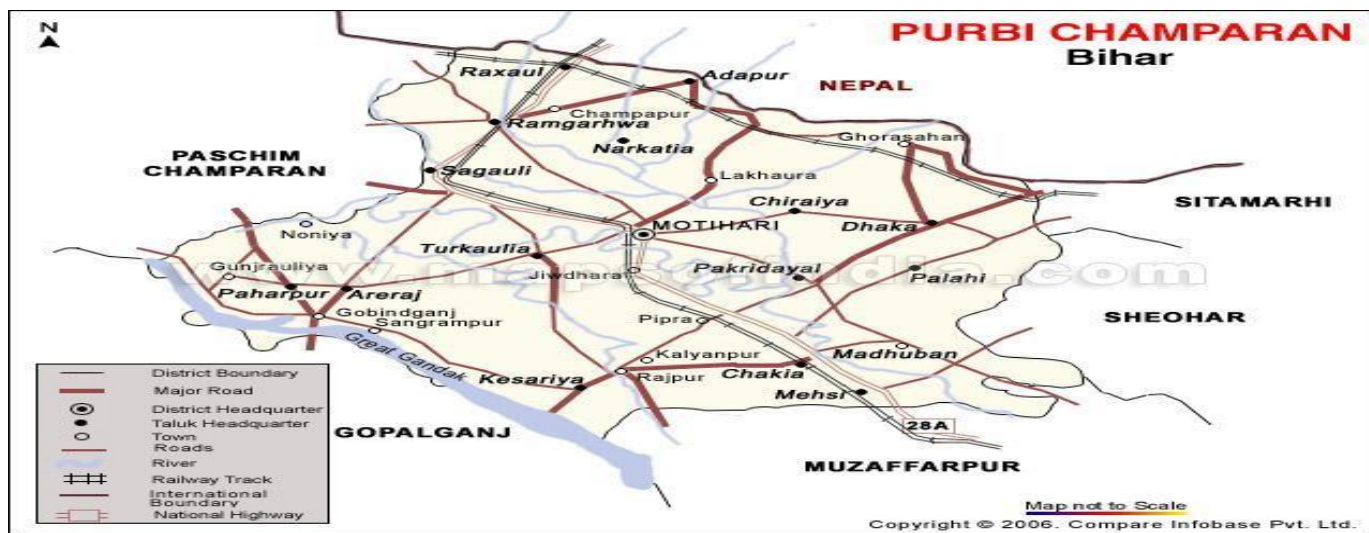 N
PURBI CHAMPARAN
Bihar
NEPAL
Raxaul
Adapur
Champapur
Ramgarhwa
Narkatia
Ghorasahan
PASCHIM
CHAMPARAN
Sagauli
Lakhaura
SITAMARHI
Chiraiya
Dhaka
Noniya
MOTIHARI
Turkaulia
Gunjrauliya
Jiwdhara
Pakridayal
Palahi
www.mapsofindia.com
Paharpur
Areraj
Gobindganj
Sangrampur
Pipra
SHEOHAR
Great Gandak
Kalyanpur
Madhuban
Rajpur
Chakia
Kesariya
Mehsi
28A
GOPALGANJ
MUZAFFARPUR
District Boundary
Major Road
District Headquarter
Taluk Headquarter
Town
Roads
River
Railway Track
International
Boundary
National Highway
Map not to Scale
Copyright © 2006. Compare Infobase Pvt. Ltd.